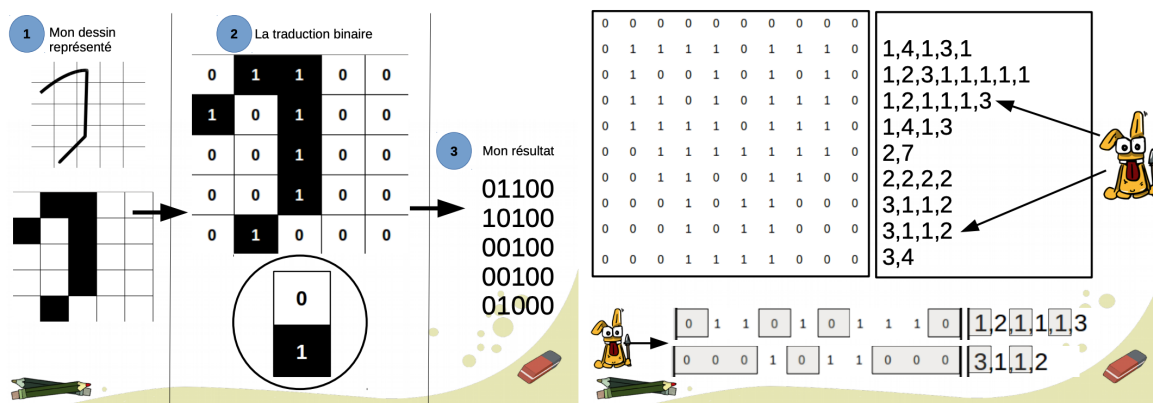 1
Mon dessin
représenté
2
La traduction binaire
0 1 1 0 0
1 0 1 0 0
0 0 1 0 0
0 0 1 0 0
0 1 0 0 0
0
1
3
Mon résultat
01100
10100
00100
00100
01000
0 0 0 0 0 0 0 0 0 0
0 1 1 1 1 0 1 1 1 0
0 1 0 0 1 0 1 0 1 0
0 1 1 0 1 0 1 1 1 0
0 1 1 1 1 0 1 1 1 0
0 0 1 1 1 1 1 1 1 0
0 0 1 1 0 0 1 1 0 0
0 0 0 1 0 1 1 0 0 0
0 0 0 1 0 1 1 0 0 0
0 0 0 1 1 1 1 0 0 0
1,4,1,3,1
1,2,3,1,1,1,1,1
1,2,1,1,1,3
1,4,1,3
2,7
2,2,2,2
3,1,1,2
3,1,1,2
3,4
0 1 1 0 1 0 1 1 1 0 1,2,1,1,1,3
0 0 0 1 0 1 1 0 0 0 3,1,1,2